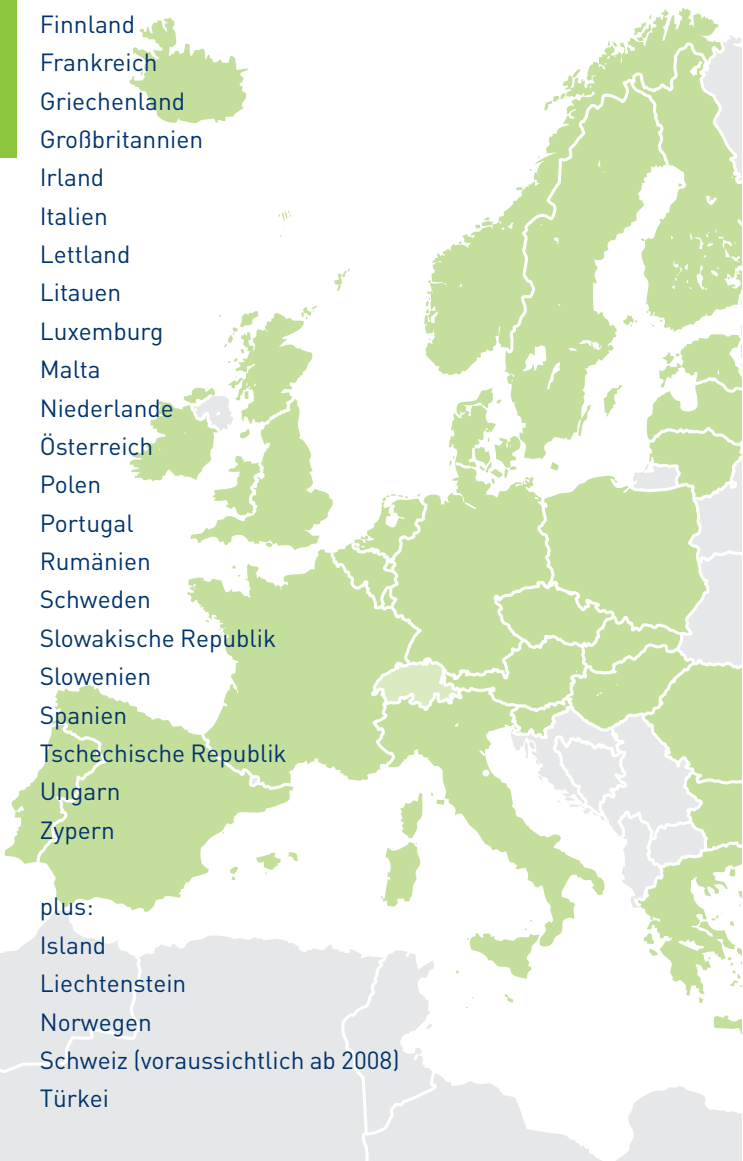 Finnland
Frankreich
Griechenland
Großbritannien
Irland
Italien
Lettland
Litauen
Luxemburg
Malta
Niederlande
Österreich
Polen
Portugal
Rumänien
Schweden
Slowakische Republik
Slowenien
Spanien
Tschechische Republik
Ungarn
Zypern
plus:
Island
Liechtenstein
Norwegen
Schweiz (voraussichtlich ab 2008)
Türkei